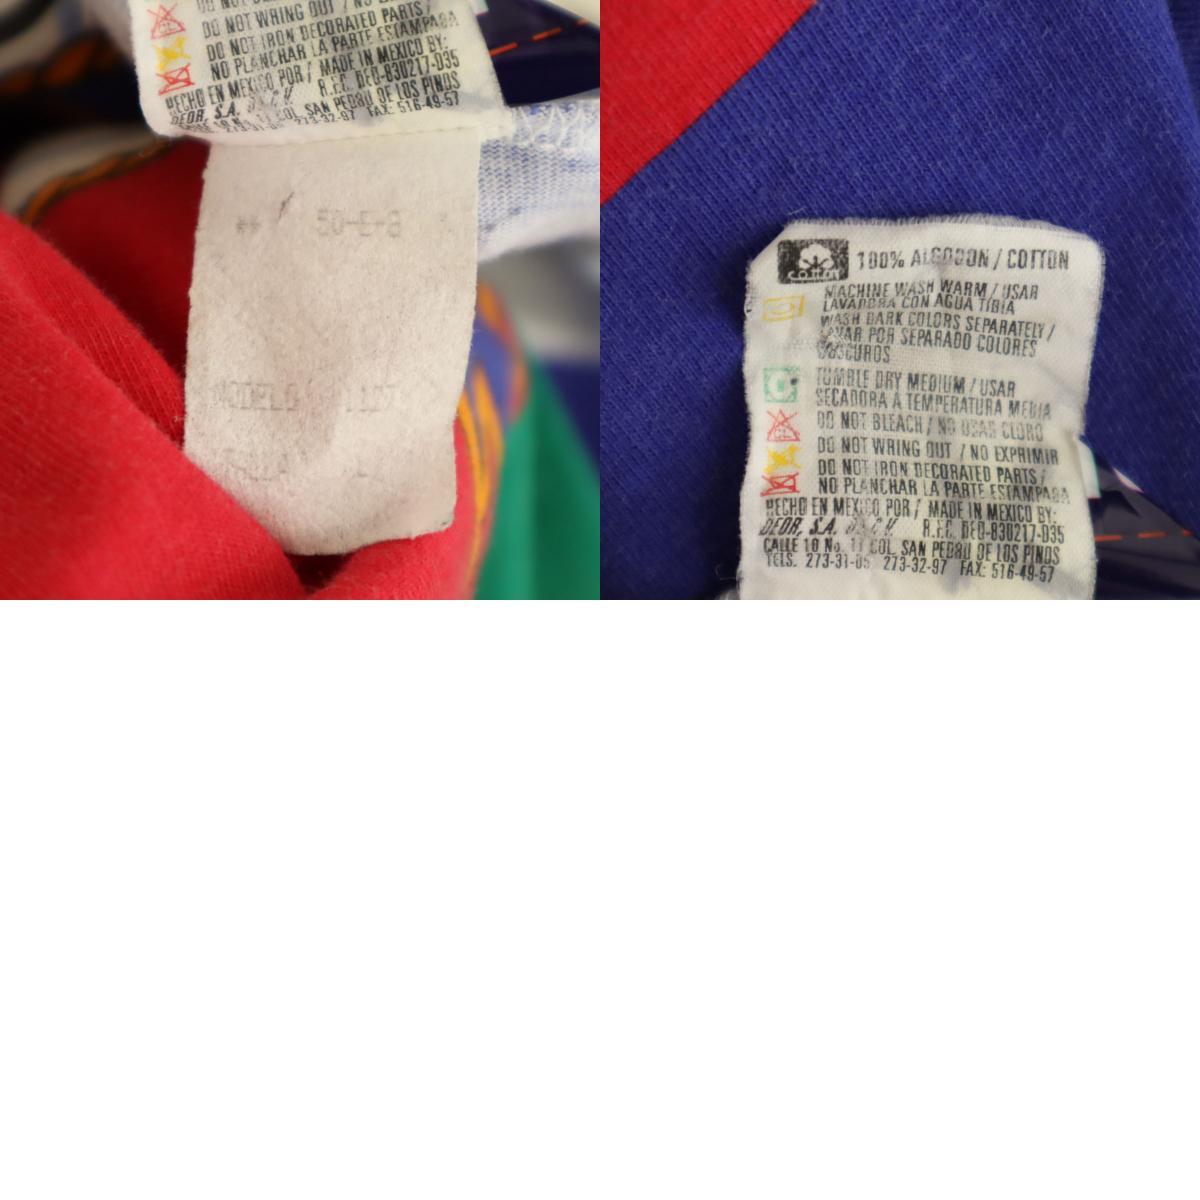 DO NOT WRING OUT / NO
DO NOT IRON DECORATED PARTS /
NO PLANCHAR LA PARTE ESTAMPADA
HECHO EN MEXICO POR / MADE IN MEXICO BY:
DEOR, S.A. R.F.C. DEO-830217-D35
COL. SAN PEDRO DE LOS PINOS
273-32-97 FAX: 516-49-57
MODELO
COTTON
100% ALGODON / COTTON
MACHINE WASH WARM / USAR
LAVADORA CON AGUA TIBIA
WASH DARK COLORS SEPARATELY /
LAVAR POR SEPARADO COLORES
OBSCUROS
TUMBLE DRY MEDIUM / USAR
SECADORA A TEMPERATURA MEDIA
DO NOT BLEACH / NO USAR CLORO
CL
DO NOT WRING OUT / NO EXPRIMIR
DO NOT IRON DECORATED PARTS /
NO PLANCHAR LA PARTE ESTAMPADA
HECHO EN MEXICO POR / MADE IN MEXICO BY:
DEOR, S.A. C.V. R.F.C. DEO-830217-D35
CALLE 10 No. 11 COL. SAN PEDRO DE LOS PINOS
TELS. 273-31-05 273-32-97 FAX: 516-49-57